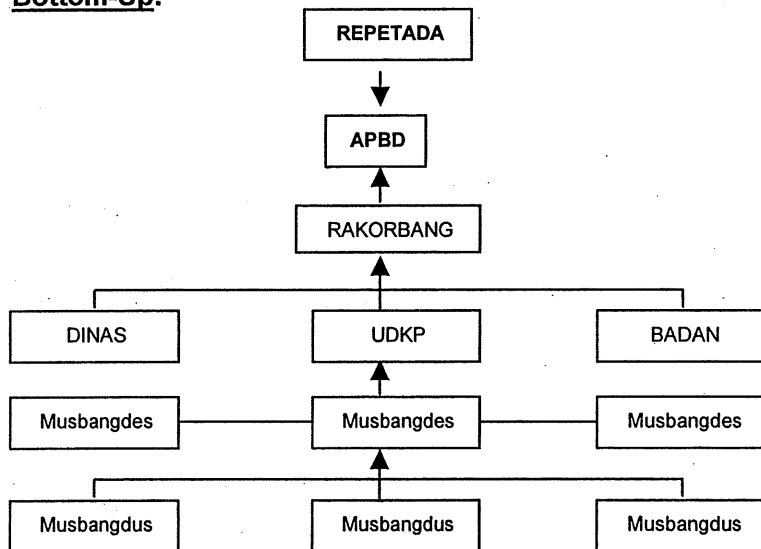 Bottom-Up:
REPETADA
APBD
RAKORBANG
DINAS
UDKP
BADAN
Musbangdes
Musbangdes
Musbangdes
Musbangdus
Musbangdus
Musbangdus